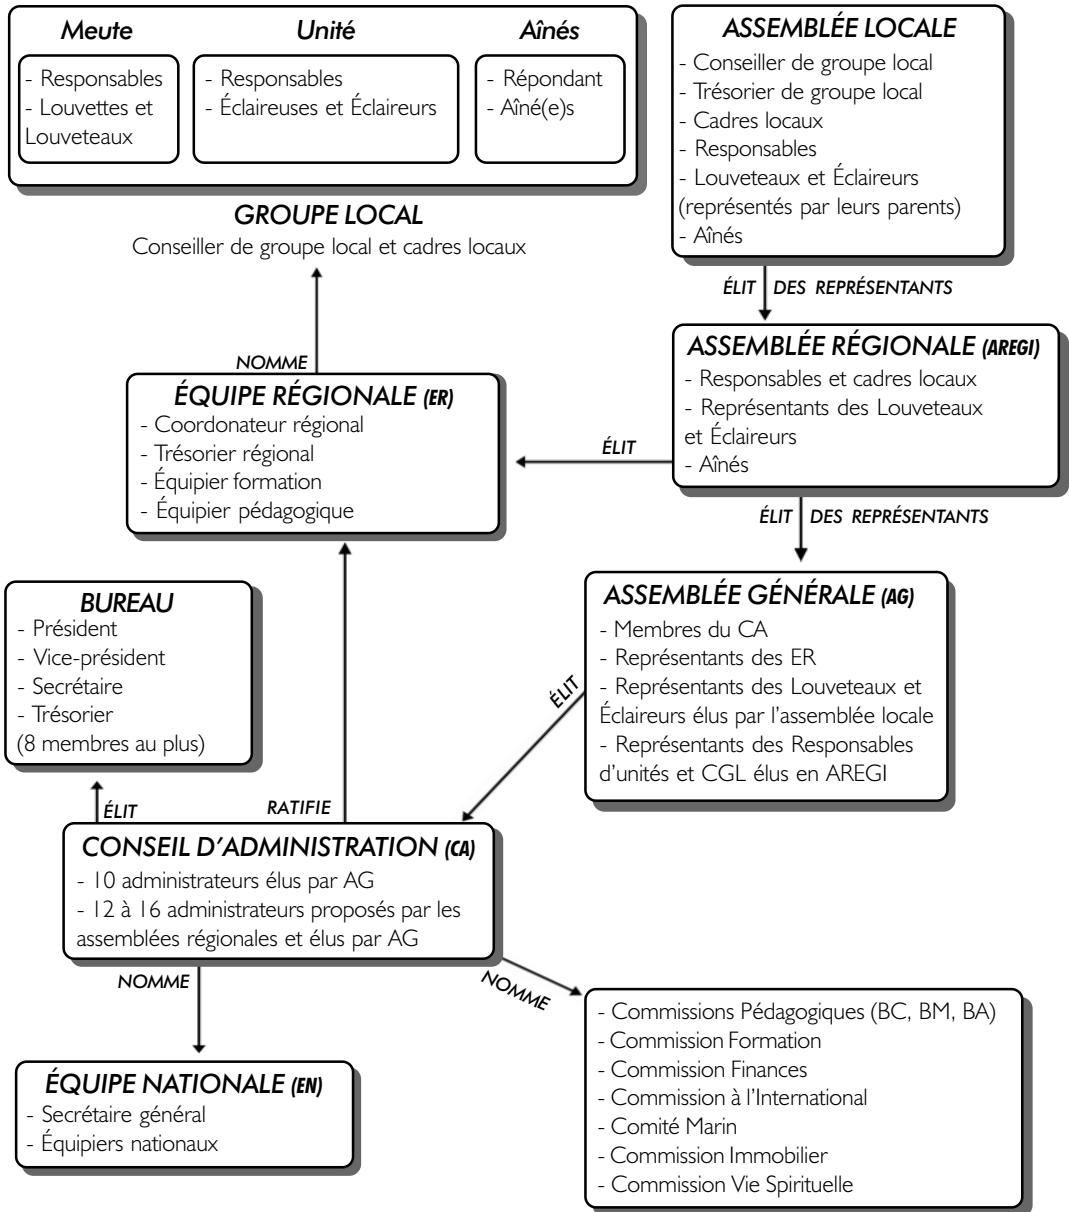 Meute
- Responsables
- Louvettes et
Louveteaux
Unité
- Responsables
- Éclaireuses et Éclaireurs
Aînés
- Répondant
- Aîné(e)s
GROUPE LOCAL
Conseiller de groupe local et cadres locaux
ASSEMBLÉE LOCALE
- Conseiller de groupe local
- Trésorier de groupe local
- Cadres locaux
- Responsables
- Louveteaux et Éclaireurs
(représentés par leurs parents)
- Aînés
ÉLIT DES REPRÉSENTANTS
ASSEMBLÉE RÉGIONALE (AREGI)
- Responsables et cadres locaux
- Représentants des Louveteaux
et Éclaireurs
- Aînés
NOMME
ÉQUIPE RÉGIONALE (ER)
- Coordonateur régional
- Trésorier régional
- Équipier formation
- Équipier pédagogique
ÉLIT
ÉLIT DES REPRÉSENTANTS
ASSEMBLÉE GÉNÉRALE (AG)
- Membres du CA
- Représentants des ER
- Représentants des Louveteaux et
Éclaireurs élus par l’assemblée locale
- Représentants des Responsables
d’unités et CGL élus en AREGI
BUREAU
- Président
- Vice-président
- Secrétaire
- Trésorier
(8 membres au plus)
ÉLIT
ÉLIT
RATIFIE
CONSEIL D’ADMINISTRATION (CA)
- 10 administrateurs élus par AG
- 12 à 16 administrateurs proposés par les
assemblées régionales et élus par AG
NOMME
NOMME
ÉQUIPE NATIONALE (EN)
- Secrétaire général
- Équipiers nationaux
- Commissions Pédagogiques (BC, BM, BA)
- Commission Formation
- Commission Finances
- Commission à l’International
- Comité Marin
- Commission Immobilier
- Commission Vie Spirituelle